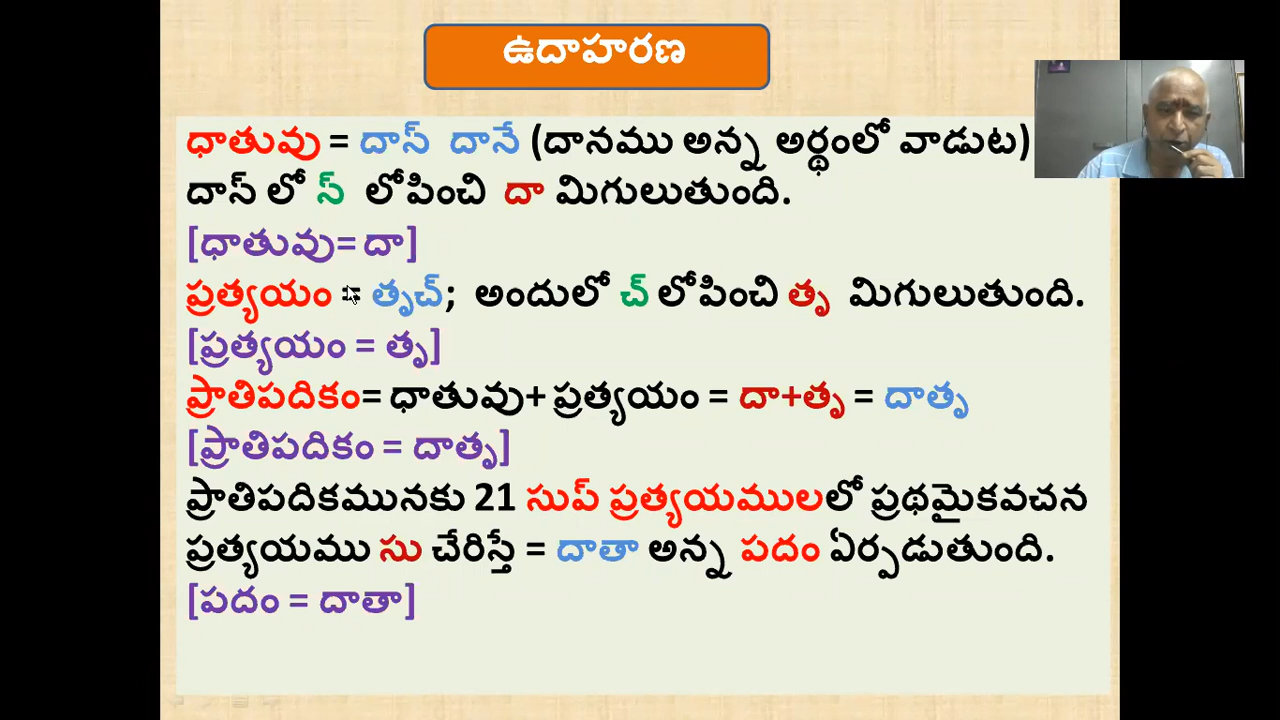 ఉదాహరణ
ధాతువు = దాస్ దానే (దానము అన్న అర్థంలో వాడుట)
దాస్ లో స్ లోపించి దా మిగులుతుంది.
[ధాతువు= దా]
ప్రత్యయం = తృచ్; అందులో చ్ లోపించి తృ మిగులుతుంది.
[ప్రత్యయం = తృ]
ప్రాతిపదికం= ధాతువు+ ప్రత్యయం = దా+తృ = దాతృ
[ప్రాతిపదికం = దాతృ]
ప్రాతిపదికమునకు 21 సుప్ ప్రత్యయములలో ప్రథమైకవచన
ప్రత్యయము సు చేరిస్తే = దాతా అన్న పదం ఏర్పడుతుంది.
[పదం = దాతా]